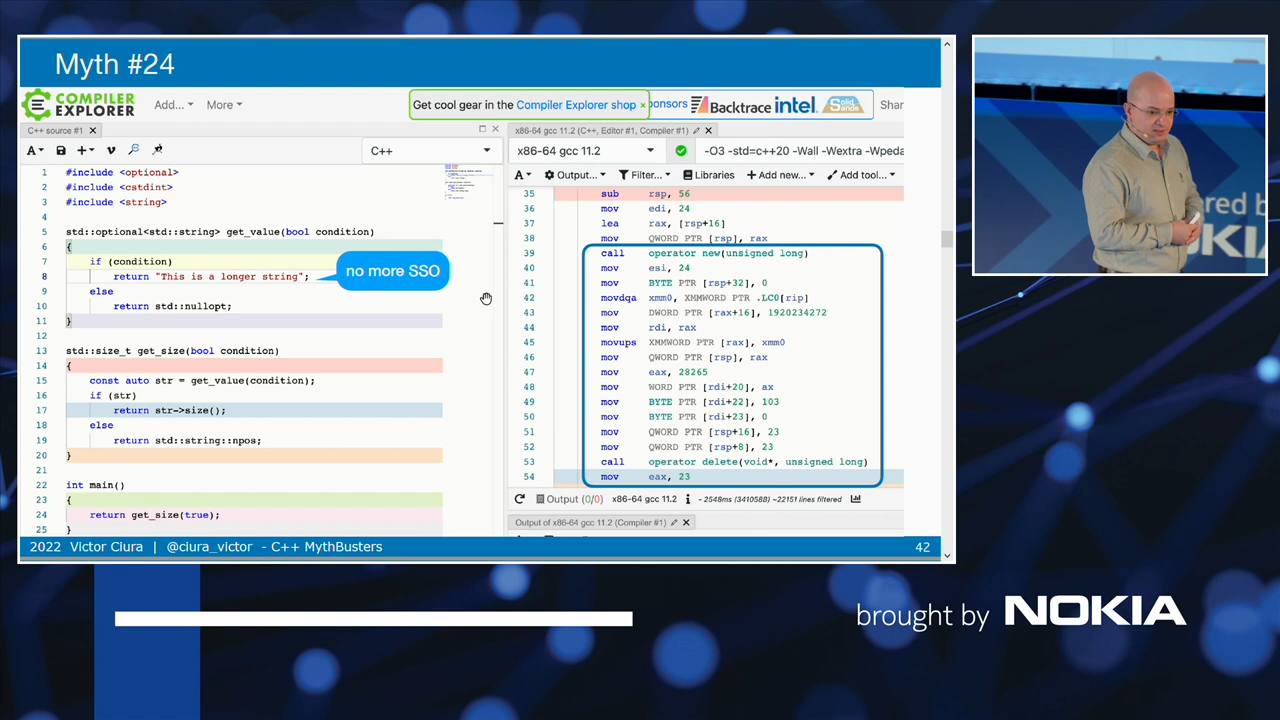 Myth #24
COMPILER EXPLORER
Add...
More
Get cool gear in the Compiler Explorer shop ×
ponsors
Backtrace
intel
Solid Sands
Shar
C++ source #1
x86-64 gcc 11.2 (C++, Editor #1, Compiler #1)
A
C++
x86-64 gcc 11.2
-O3 -std=c++20 -Wall -Wextra -Wpeda
A
Output...
Filter...
Libraries
Add new...
Add tool...
1 #include <optional>
2 #include <cstdint>
3 #include <string>
4
5 std::optional<std::string> get_value(bool condition)
6 {
7 if (condition)
8 return "This is a longer string";
9 else
10 return std::nullopt;
11 }
12
13 std::size_t get_size(bool condition)
14 {
15 const auto str = get_value(condition);
16 if (str)
17 return str->size();
18 else
19 return std::string::npos;
20 }
21
22 int main()
23 {
24 return get_size(true);
25 }
no more SSO
35 sub rsp, 56
36 mov edi, 24
37 lea rax, [rsp+16]
38 mov QWORD PTR [rsp], rax
39 call operator new(unsigned long)
40 mov esi, 24
41 mov BYTE PTR [rsp+32], 0
42 movdqa xmm0, XMMWORD PTR .LC0[rip]
43 mov DWORD PTR [rax+16], 1920234272
44 mov rdi, rax
45 movups XMMWORD PTR [rax], xmm0
46 mov QWORD PTR [rsp], rax
47 mov eax, 28265
48 mov WORD PTR [rdi+20], ax
49 mov BYTE PTR [rdi+22], 103
50 mov BYTE PTR [rdi+23], 0
51 mov QWORD PTR [rsp+16], 23
52 mov QWORD PTR [rsp+8], 23
53 call operator delete(void*, unsigned long)
54 mov eax, 23
Output (0/0) x86-64 gcc 11.2 i - 2548ms (341058B) ~22151 lines filtered
Output of x86-64 gcc 11.2 (Compiler #1)
2022 Victor Ciura | @ciura_victor - C++ MythBusters
42
ered b
OKIA
brought by NOKIA